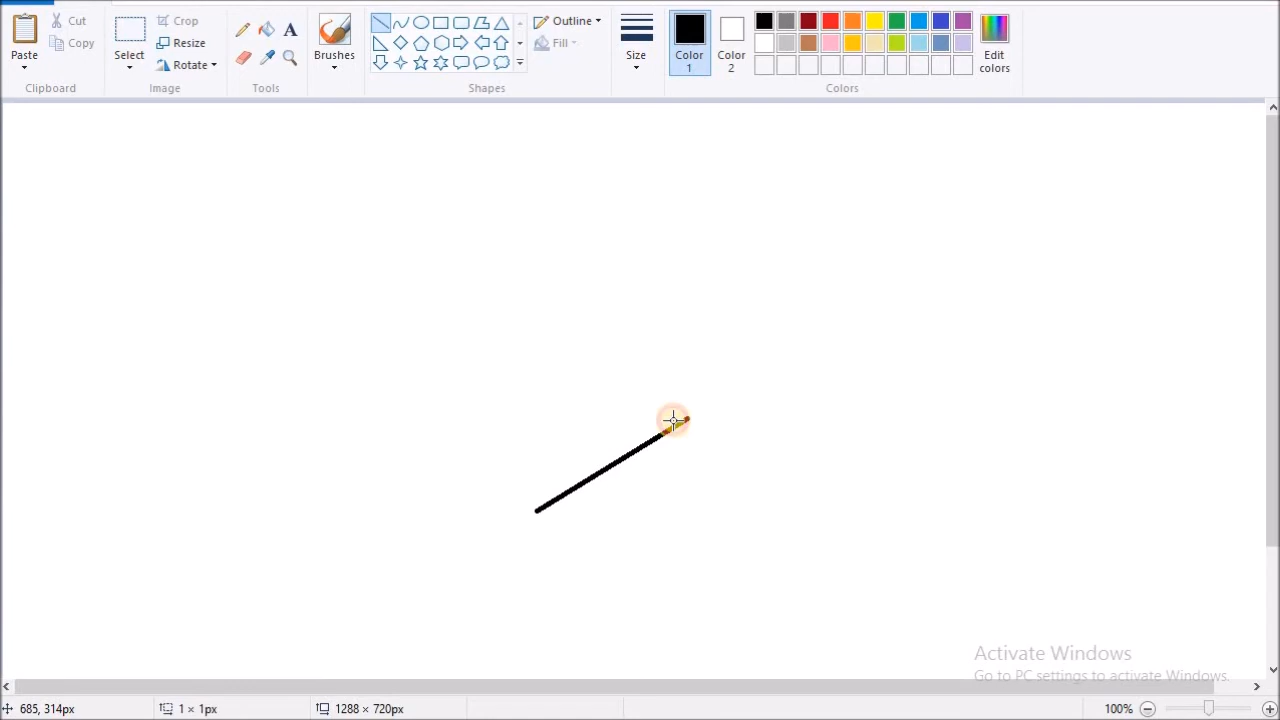 Paste
Cut
Copy
Clipboard
Select
Crop
Resize
Rotate
Image
A
Tools
Brushes
Outline
Fill
Shapes
Size
Color
1
Color
2
Edit
colors
Colors
Activate Windows
Go to PC settings to activate Windows.
685, 314px
1 × 1px
1288 × 720px
100%